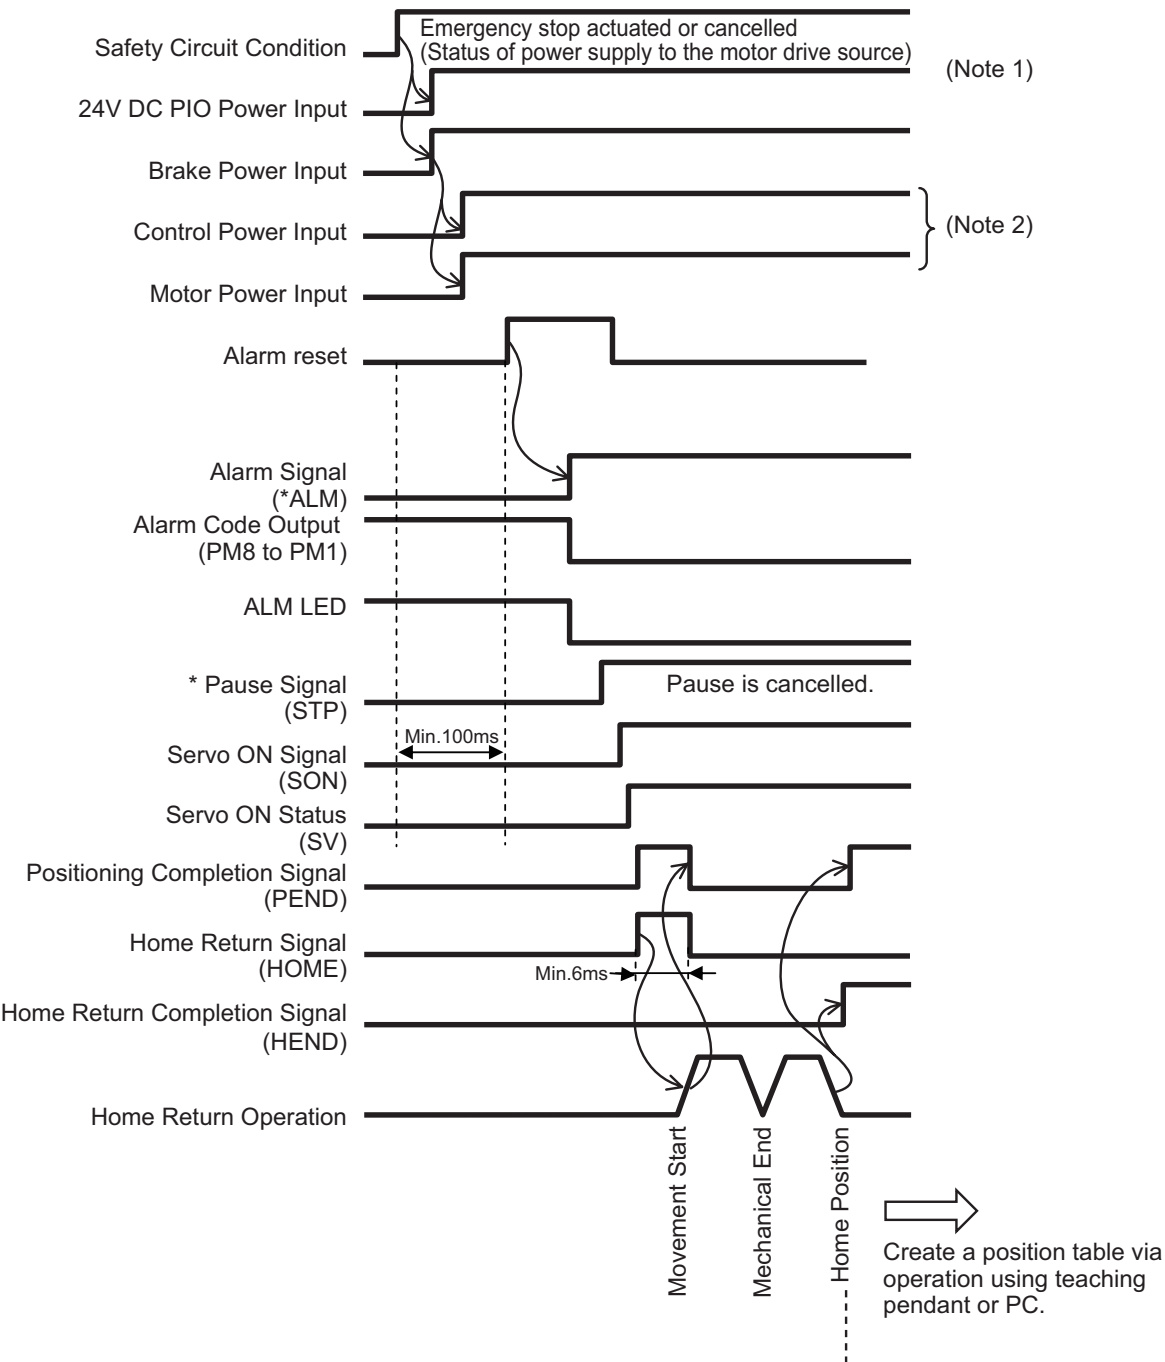 Emergency stop actuated or cancelled
Safety Circuit Condition
(Status of power supply to the motor drive source)
(Note 1)
24V DC PIO Power Input
Brake Power Input
Control Power Input
(Note 2)
Motor Power Input
Alarm reset
Alarm Signal
(*ALM)
Alarm Code Output
(PM8 to PM1)
ALM LED
* Pause Signal
(STP)
Pause is cancelled.
Min.100ms
Servo ON Signal
(SON)
Servo ON Status
(SV)
Positioning Completion Signal
(PEND)
Home Return Signal
(HOME)
Min.6ms
Home Return Completion Signal
(HEND)
Home Return Operation
Movement Start
Mechanical End
Home Position
Create a position table via
operation using teaching
pendant or PC.